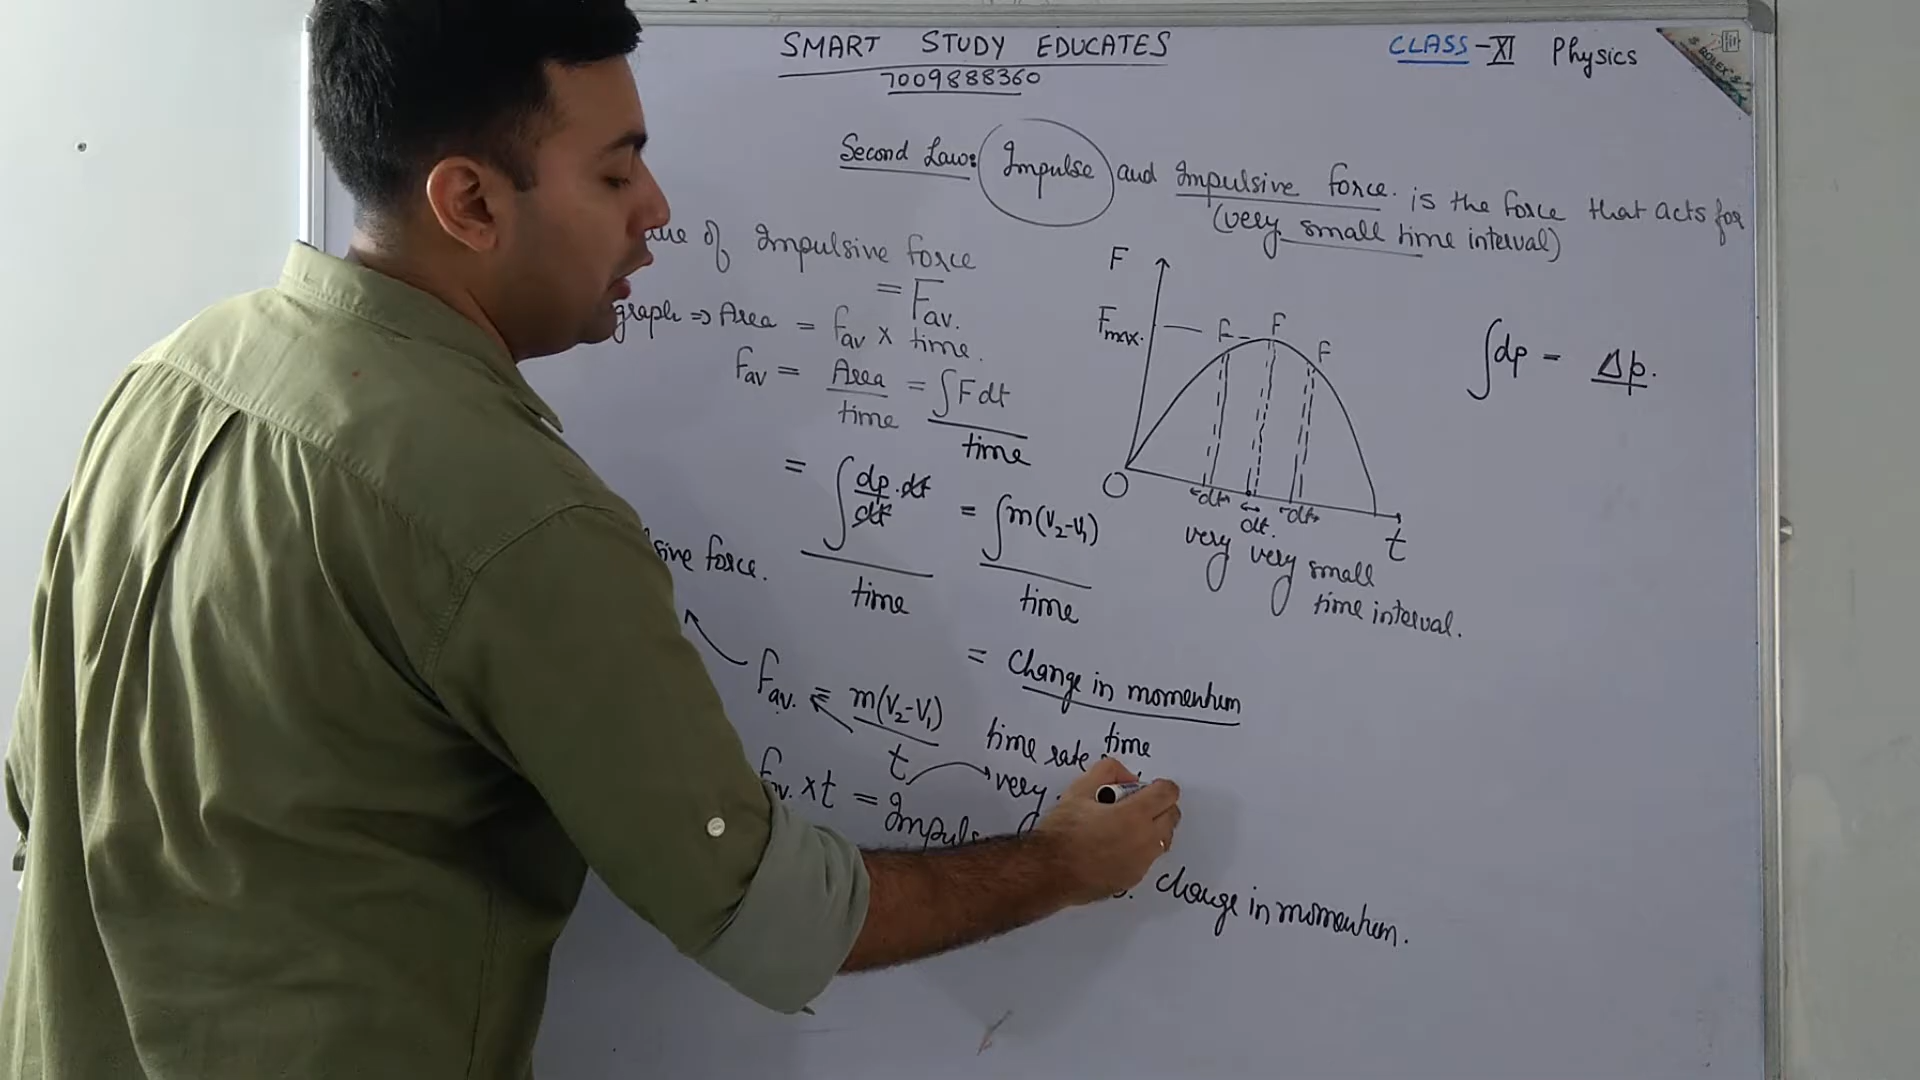 SMART STUDY EDUCATES
7009888360
CLASS-XI Physics
Second Law: Impulse and Impulsive force. is the force that acts for
(very small time interval)
of Impulsive force
= Fav.
graph ⇒ Area = Fav × time.
Fav = Area/time = ∫F dt/time
= ∫dp/dt·dt/time = ∫m(V₂-V₁)/time
force.
= Change in momentum/time
Fav. = m(V₂-V₁)/t
time rate
very
×t = Impuls
change in momentum.
F
Fmax.
F
F
F
O
dt
dt.
dt
t
very very small
time interval.
∫dp = Δp.